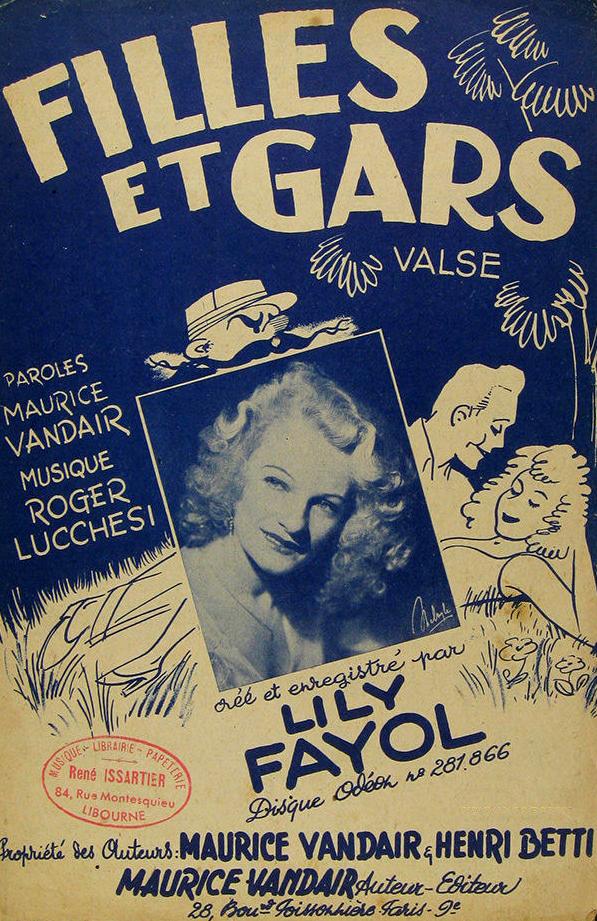 FILLES
ET GARS
VALSE
PAROLES
MAURICE
VANDAIR
MUSIQUE
ROGER
LUCCHESI
créé et enregistré par
LILY
FAYOL
Disque Odéon nº 281.866
MUSIQUE - LIBRAIRIE - PAPETERIE
René ISSARTIER
84, Rue Montesquieu
LIBOURNE
Propriété des Auteurs: MAURICE VANDAIR & HENRI BETTI
MAURICE VANDAIR Auteur-Editeur
28, Boud Poissonnière Paris-9e